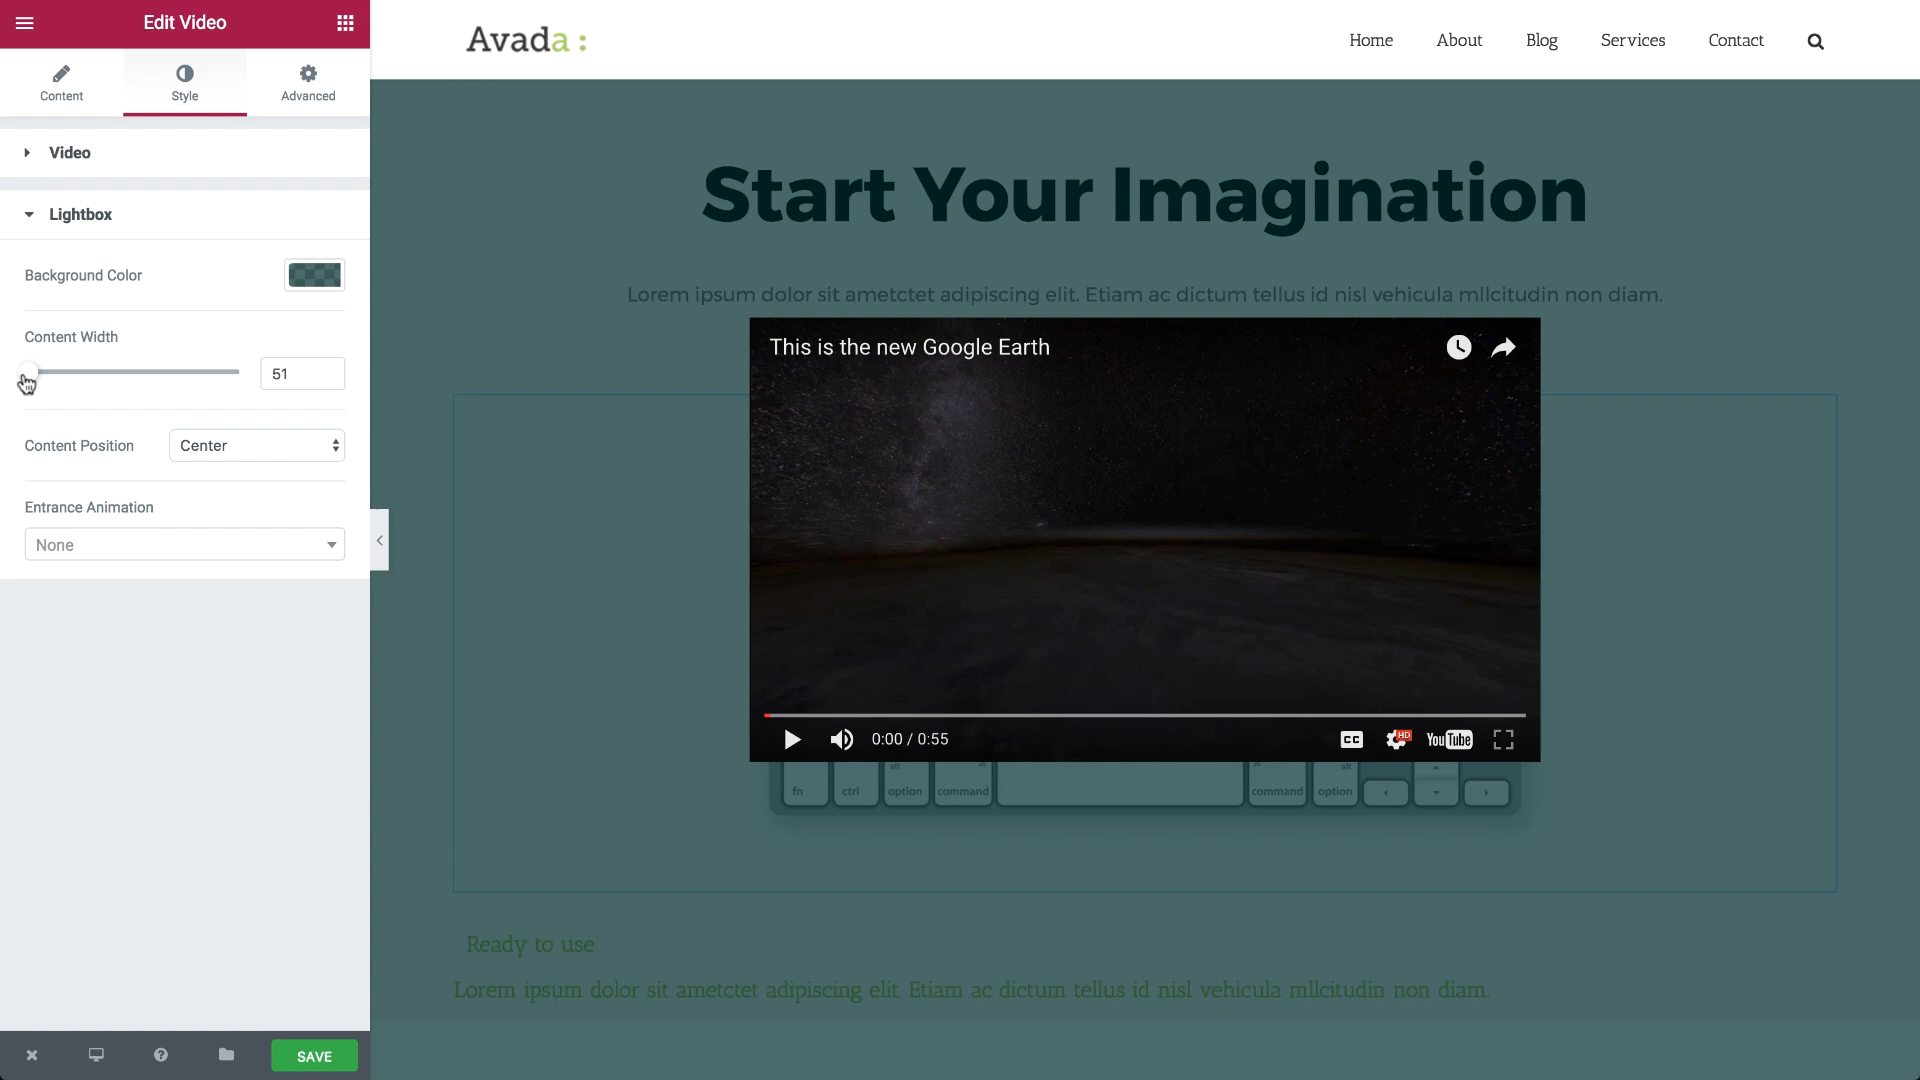 Edit Video
Content
Style
Advanced
Video
Lightbox
Background Color
Content Width
51
Content Position
Center
Entrance Animation
None
SAVE
Avada :
Home
About
Blog
Services
Contact
Start Your Imagination
Lorem ipsum dolor sit ametctet adipiscing elit. Etiam ac dictum tellus id nisl vehicula mllcitudin non diam.
This is the new Google Earth
0:00 / 0:55
CC
HD
YouTube
alt
alt
fn
ctrl
option
command
command
option
Ready to use
Lorem ipsum dolor sit ametctet adipiscing elit. Etiam ac dictum tellus id nisl vehicula mllcitudin non diam.